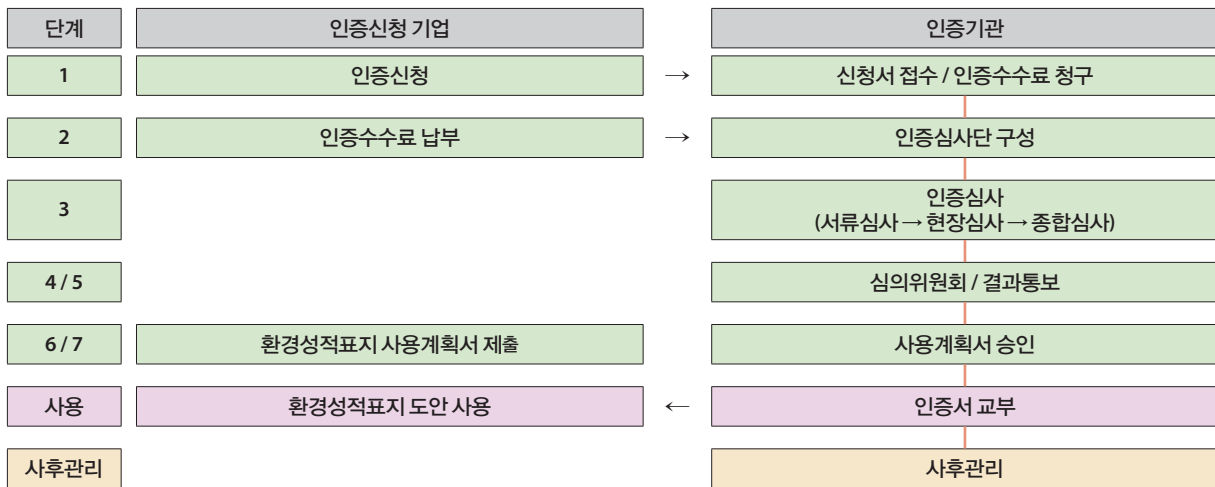 단계 인증신청 기업 인증기관
1 인증신청 → 신청서 접수 / 인증수수료 청구
2 인증수수료 납부 → 인증심사단 구성
3 인증심사
(서류심사 → 현장심사 → 종합심사)
4 / 5 심의위원회 / 결과통보
6 / 7 환경성적표지 사용계획서 제출 사용계획서 승인
사용 환경성적표지 도안 사용 ← 인증서 교부
사후관리 사후관리